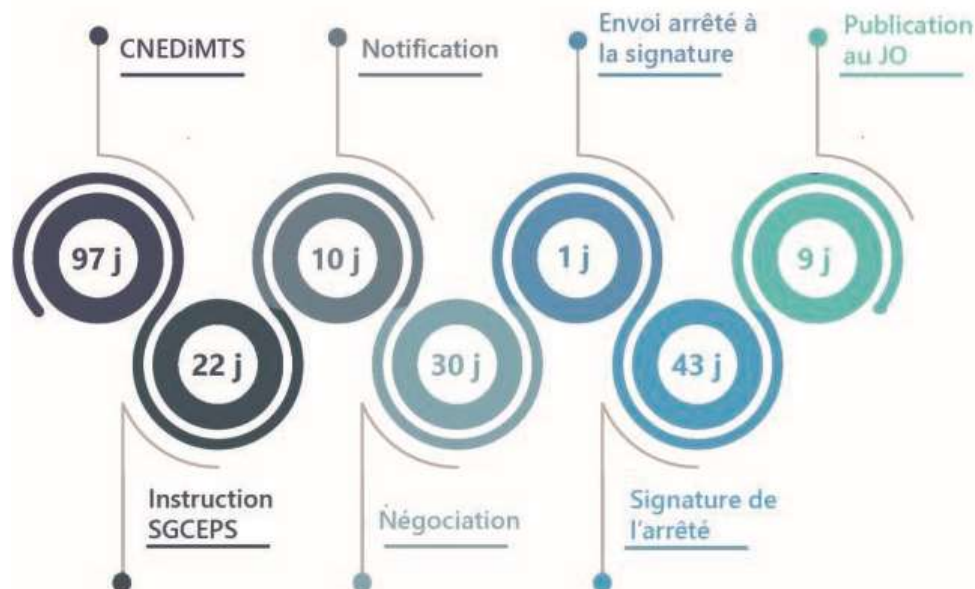 CNEDiMTS
Notification
Envoi arrêté à
la signature
Publication
au JO
97 j
10 j
1 j
9 j
22 j
30 j
43 j
Instruction
SGCEPS
Négociation
Signature de
l'arrêté